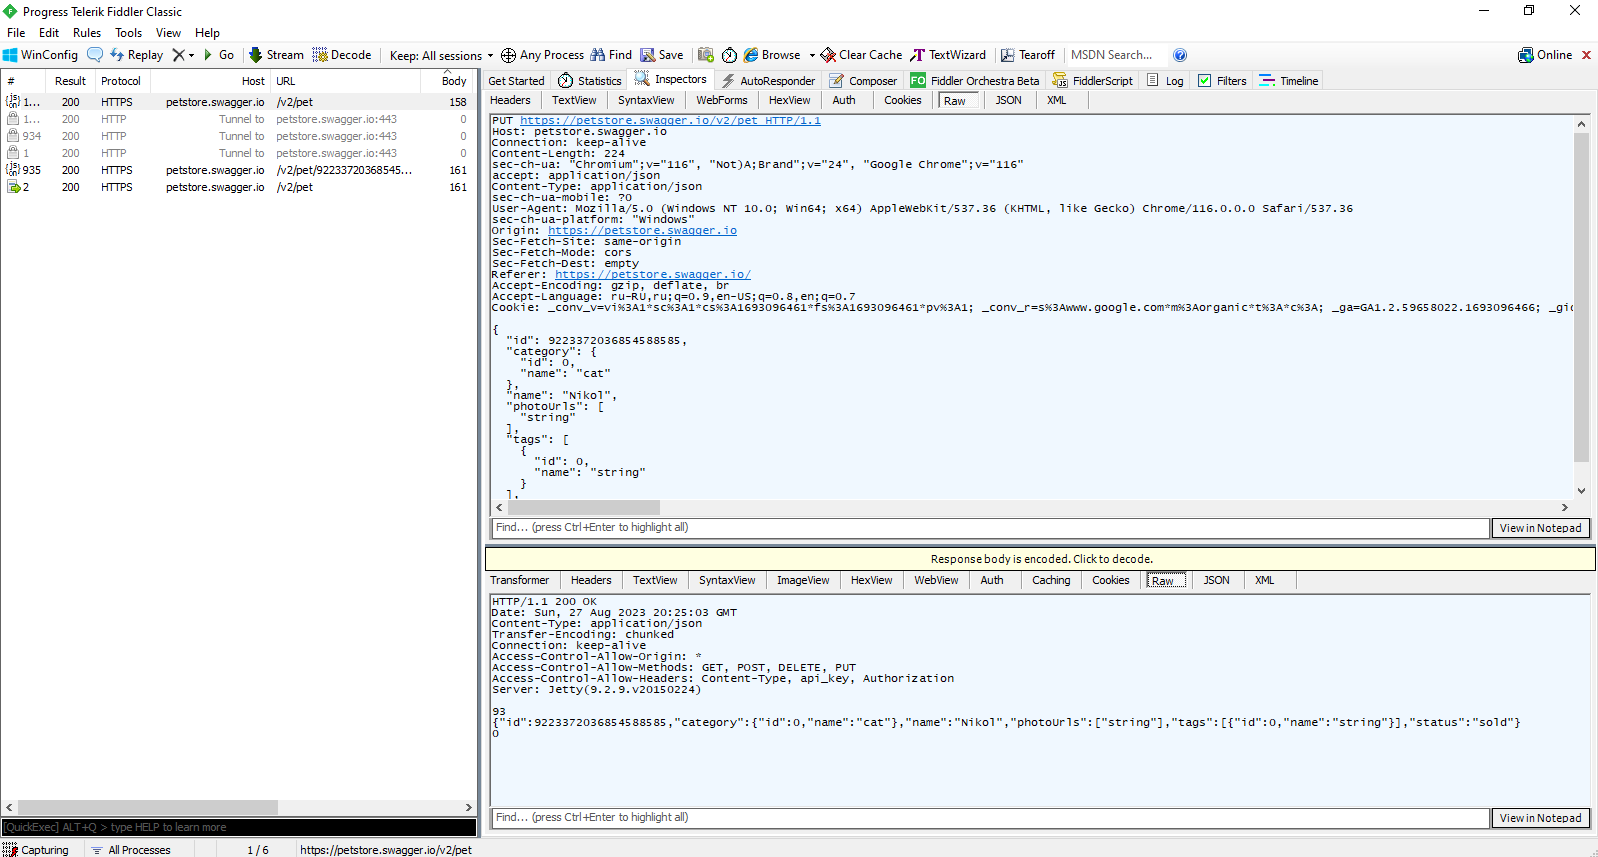 Progress Telerik Fiddler Classic
File Edit Rules Tools View Help
WinConfig Replay Go Stream Decode Keep: All sessions Any Process Find Save Browse Clear Cache TextWizard Tearoff MSDN Search... Online
# Result Protocol Host URL Body
1... 200 HTTPS petstore.swagger.io /v2/pet 158
1... 200 HTTP Tunnel to petstore.swagger.io:443 0
934 200 HTTP Tunnel to petstore.swagger.io:443 0
1 200 HTTP Tunnel to petstore.swagger.io:443 0
935 200 HTTPS petstore.swagger.io /v2/pet/92233720368545... 161
2 200 HTTPS petstore.swagger.io /v2/pet 161
Get Started Statistics Inspectors AutoResponder Composer FO Fiddler Orchestra Beta FiddlerScript Log Filters Timeline
Headers TextView SyntaxView WebForms HexView Auth Cookies Raw JSON XML
PUT https://petstore.swagger.io/v2/pet HTTP/1.1
Host: petstore.swagger.io
Connection: keep-alive
Content-Length: 224
sec-ch-ua: "Chromium";v="116", "Not)A;Brand";v="24", "Google Chrome";v="116"
accept: application/json
Content-Type: application/json
sec-ch-ua-mobile: ?0
User-Agent: Mozilla/5.0 (Windows NT 10.0; Win64; x64) AppleWebKit/537.36 (KHTML, like Gecko) Chrome/116.0.0.0 Safari/537.36
sec-ch-ua-platform: "Windows"
Origin: https://petstore.swagger.io
Sec-Fetch-Site: same-origin
Sec-Fetch-Mode: cors
Sec-Fetch-Dest: empty
Referer: https://petstore.swagger.io/
Accept-Encoding: gzip, deflate, br
Accept-Language: ru-RU,ru;q=0.9,en-US;q=0.8,en;q=0.7
Cookie: _conv_v=vi%3A1*sc%3A1*cs%3A1693096461*fs%3A1693096461*pv%3A1; _conv_r=s%3Awww.google.com*m%3Aorganic*t%3A*c%3A; _ga=GA1.2.59658022.1693096466; _gid
{
"id": 9223372036854588585,
"category": {
"id": 0,
"name": "cat"
},
"name": "Nikol",
"photoUrls": [
"string"
],
"tags": [
{
"id": 0,
"name": "string"
}
],
Find... (press Ctrl+Enter to highlight all) View in Notepad
Response body is encoded. Click to decode.
Transformer Headers TextView SyntaxView ImageView HexView WebView Auth Caching Cookies Raw JSON XML
HTTP/1.1 200 OK
Date: Sun, 27 Aug 2023 20:25:03 GMT
Content-Type: application/json
Transfer-Encoding: chunked
Connection: keep-alive
Access-Control-Allow-Origin: *
Access-Control-Allow-Methods: GET, POST, DELETE, PUT
Access-Control-Allow-Headers: Content-Type, api_key, Authorization
Server: Jetty(9.2.9.v20150224)
93
{"id":9223372036854588585,"category":{"id":0,"name":"cat"},"name":"Nikol","photoUrls":["string"],"tags":[{"id":0,"name":"string"}],"status":"sold"}
0
Find... (press Ctrl+Enter to highlight all) View in Notepad
[QuickExec] ALT+Q > type HELP to learn more
Capturing All Processes 1 / 6 https://petstore.swagger.io/v2/pet